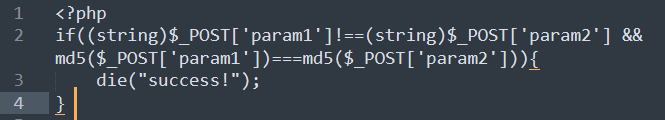 1 <?php
2 if((string)$_POST['param1']!==(string)$_POST['param2'] &&
md5($_POST['param1'])===md5($_POST['param2'])){
3 die("success!");
4 }